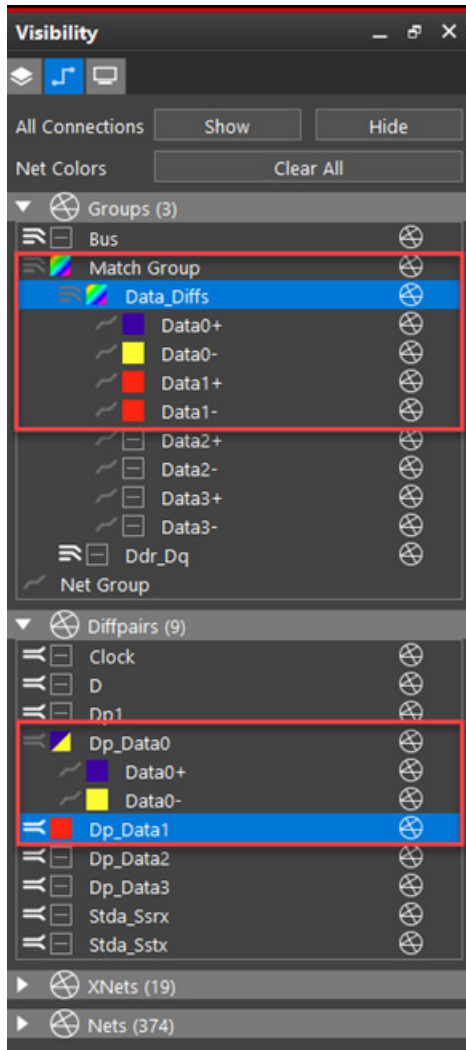 Visibility
All Connections Show Hide
Net Colors Clear All
Groups (3)
Bus
Match Group
Data_Diffs
Data0+
Data0-
Data1+
Data1-
Data2+
Data2-
Data3+
Data3-
Ddr_Dq
Net Group
Diffpairs (9)
Clock
D
Dp1
Dp_Data0
Data0+
Data0-
Dp_Data1
Dp_Data2
Dp_Data3
Stda_Ssrx
Stda_Sstx
XNets (19)
Nets (374)